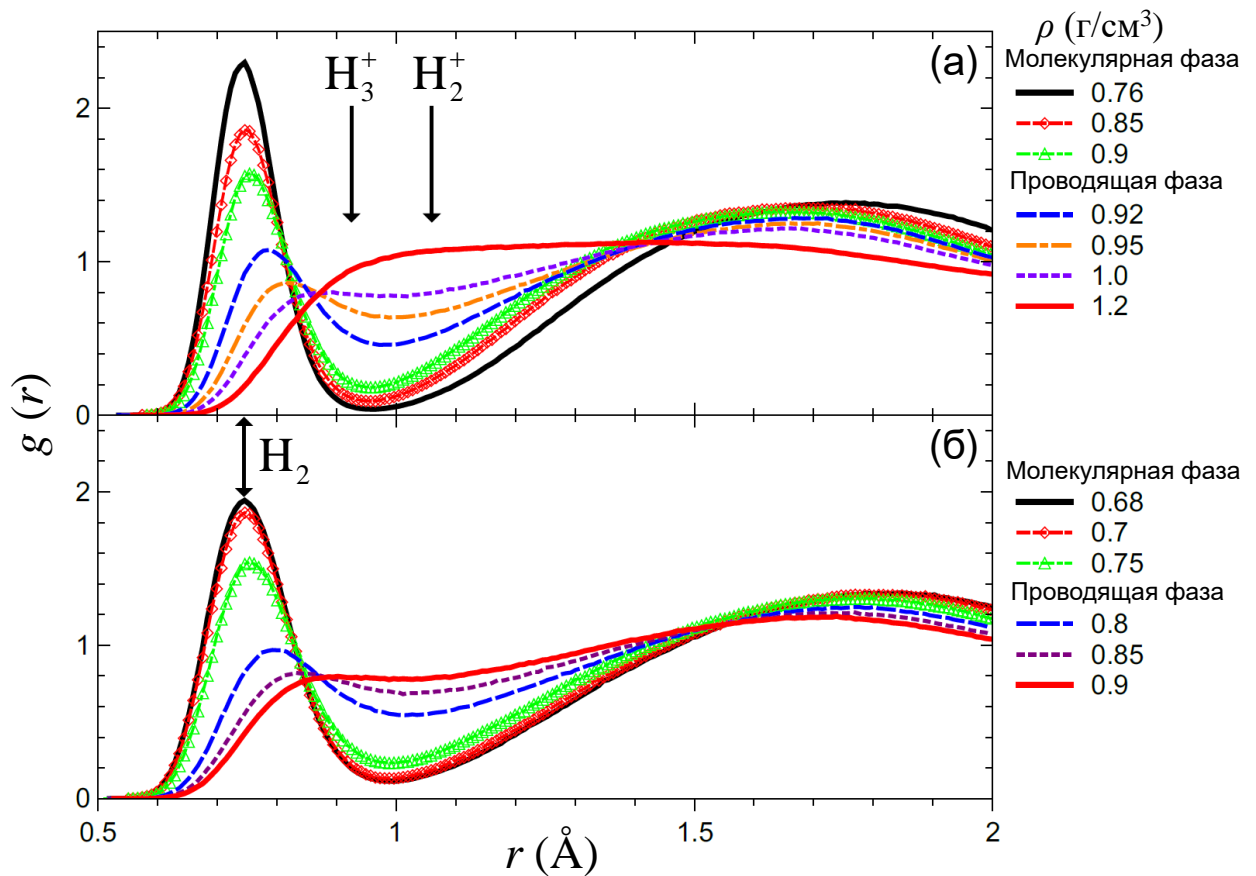 ρ (г/см³)
Молекулярная фаза
0.76
0.85
0.9
Проводящая фаза
0.92
0.95
1.0
1.2
(а)
H₃⁺ H₂⁺
2
1
0
g (r)
H₂
(б)
Молекулярная фаза
0.68
0.7
0.75
Проводящая фаза
0.8
0.85
0.9
2
1
0
0.5 1 1.5 2
r (Å)